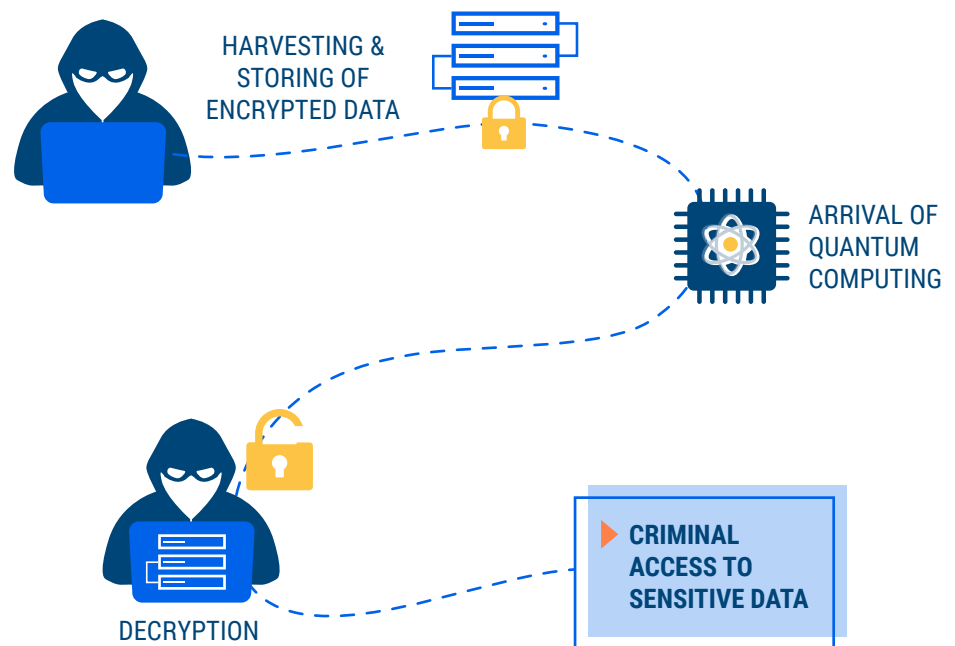 HARVESTING &
STORING OF
ENCRYPTED DATA
ARRIVAL OF
QUANTUM
COMPUTING
DECRYPTION
CRIMINAL
ACCESS TO
SENSITIVE DATA